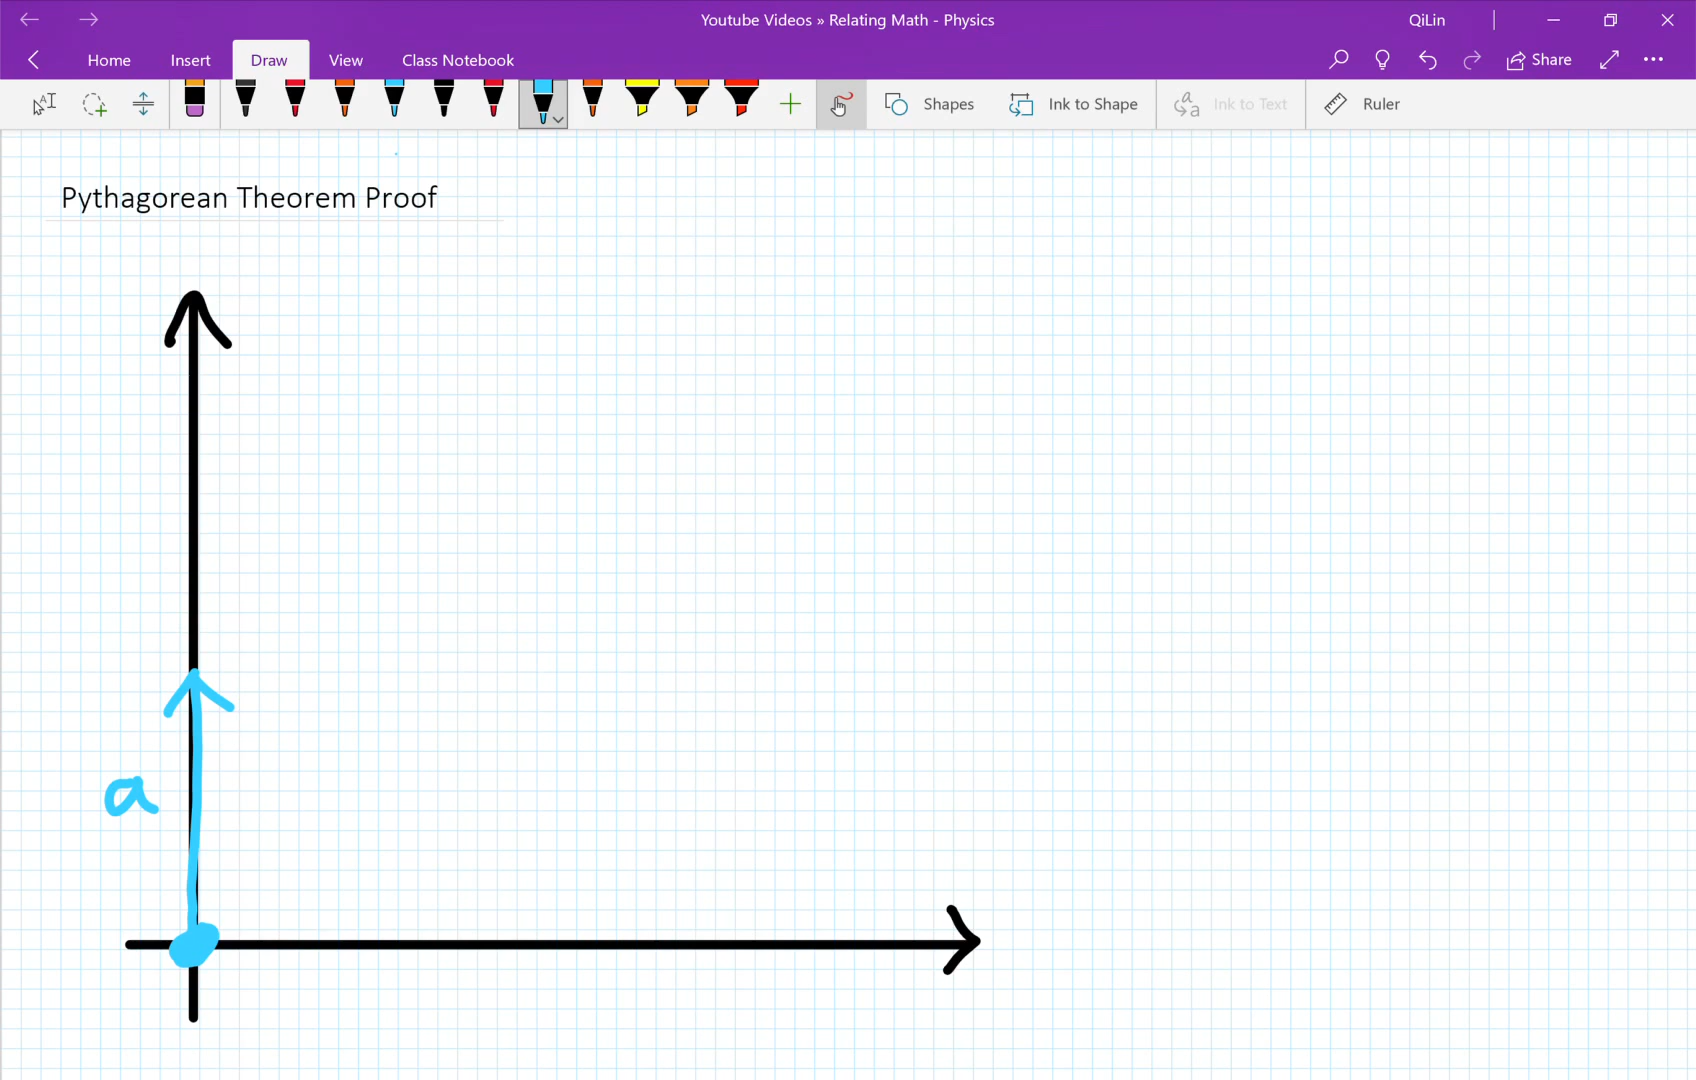 Youtube Videos » Relating Math - Physics
QiLin
Home Insert Draw View Class Notebook
Share
Shapes Ink to Shape Ink to Text Ruler
Pythagorean Theorem Proof
a